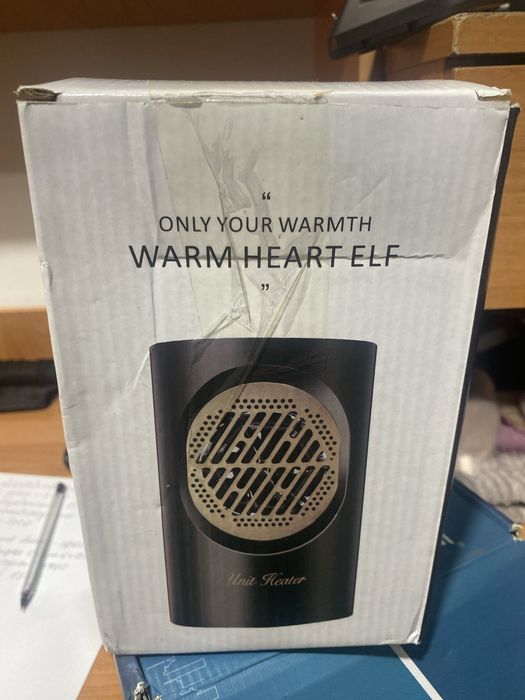 “
ONLY YOUR WARMTH
WARM HEART ELF
”
Unit Heater